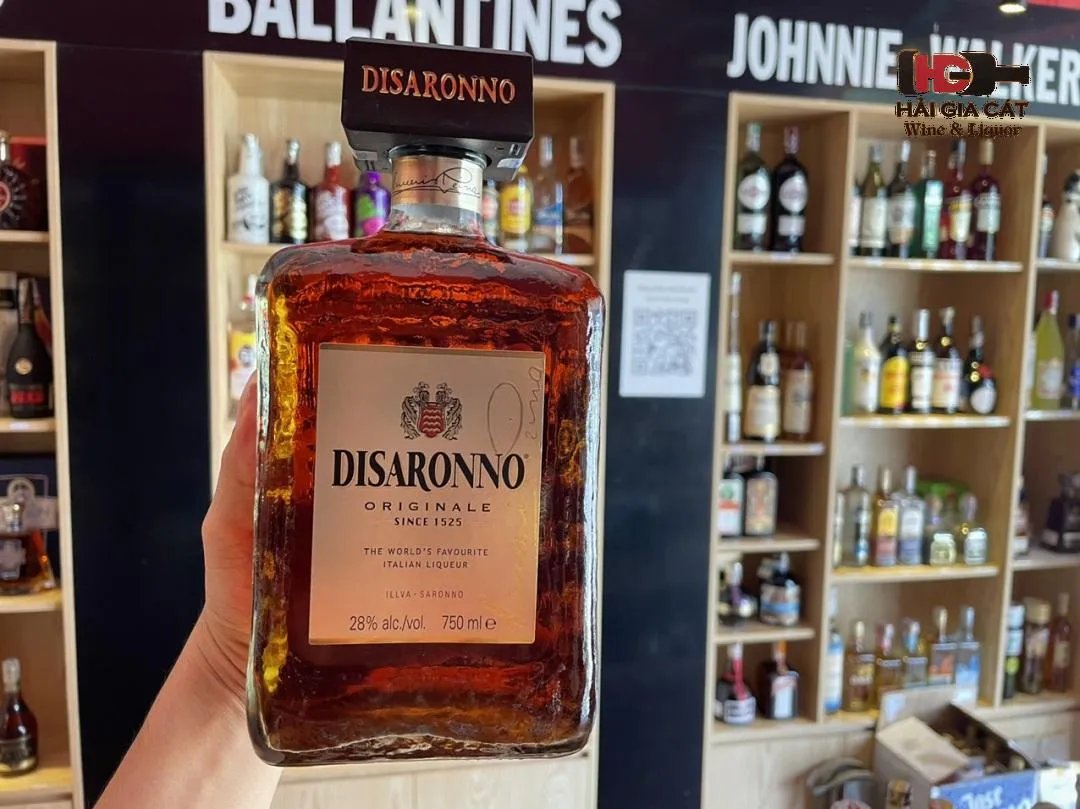 BALLANTINES
JOHNNIE WALKER
HG
HẢI GIA CÁT
Wine & Liquor
DISARONNO
DISARONNO
ORIGINALE
SINCE 1525
THE WORLD'S FAVOURITE
ITALIAN LIQUEUR
ILLVA - SARONNO
28% alc./vol. 750 ml e